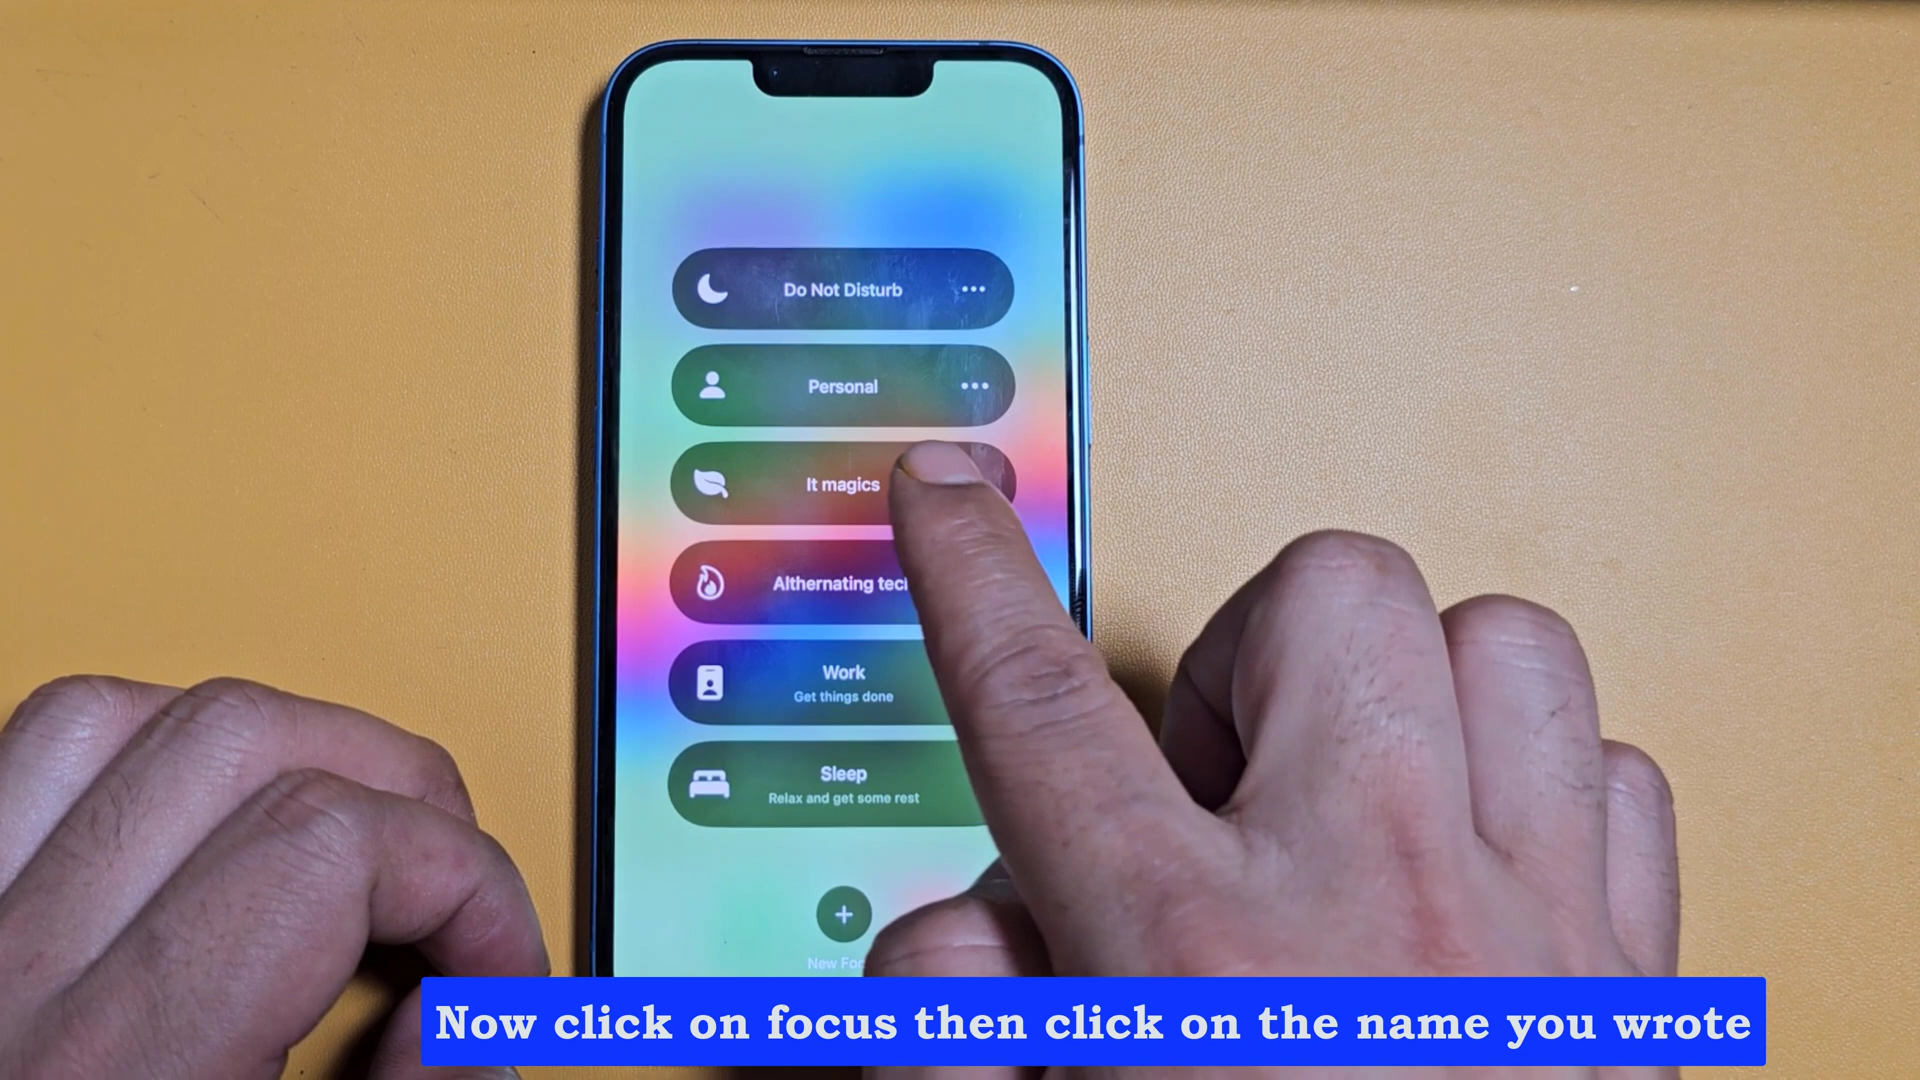 Do Not Disturb
Personal
It magics
Althernating
Work
Get things done
Sleep
Relax and get some rest
New
Now click on focus then click on the name you wrote